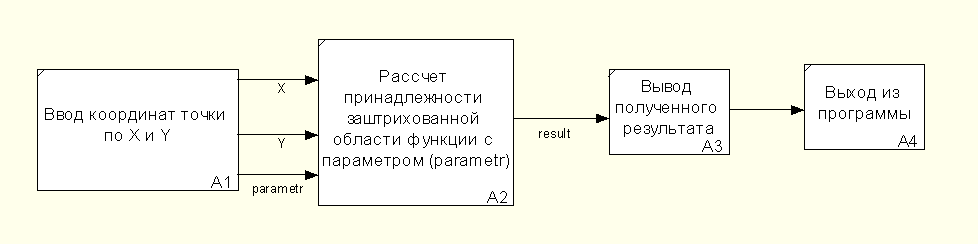 Ввод координат точки
по X и Y
A1
X
Y
parametr
Рассчет
принадлежности
заштрихованной
области функции с
параметром (parametr)
A2
result
Вывод
полученного
результата
A3
Выход из
программы
A4